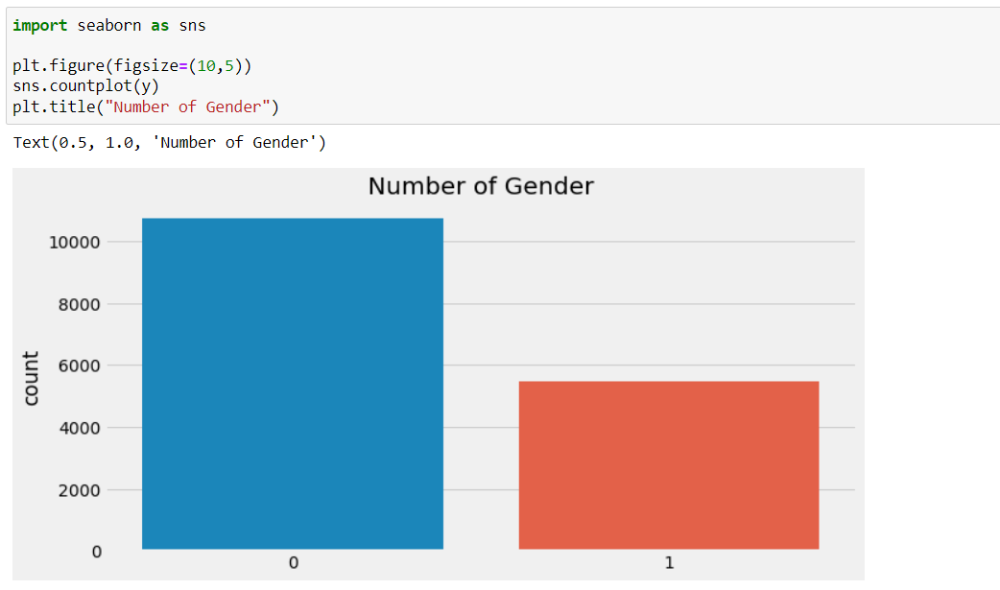 import seaborn as sns
plt.figure(figsize=(10,5))
sns.countplot(y)
plt.title("Number of Gender")
Text(0.5, 1.0, 'Number of Gender')
Number of Gender
10000
8000
6000
count
4000
2000
0
0 1